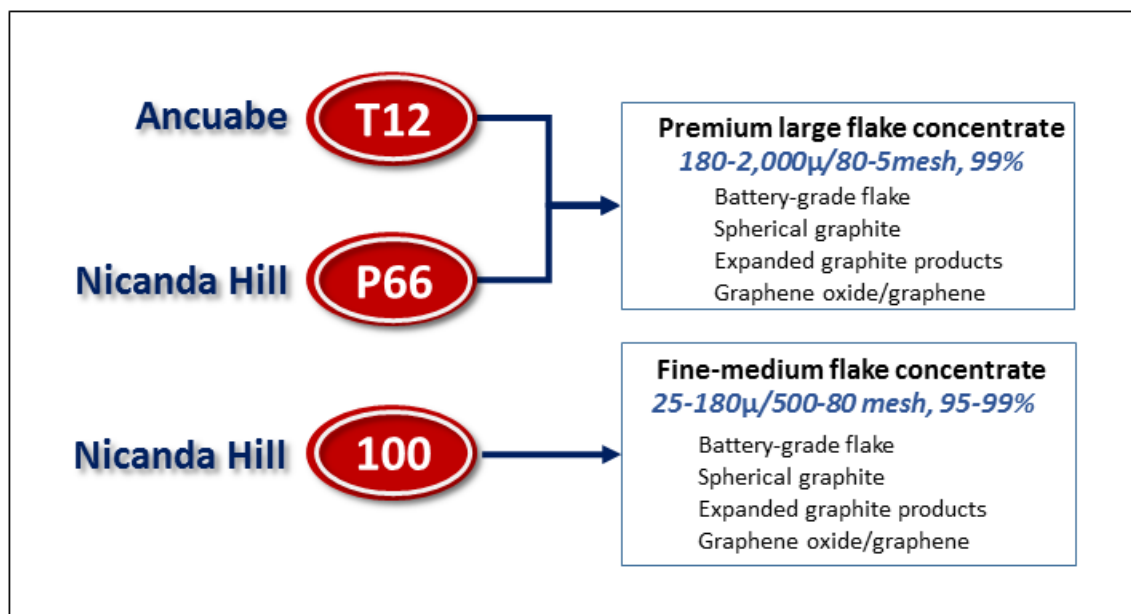 Ancuabe
T12
Nicanda Hill
P66
Premium large flake concentrate
180-2,000µ/80-5mesh, 99%
Battery-grade flake
Spherical graphite
Expanded graphite products
Graphene oxide/graphene
Nicanda Hill
100
Fine-medium flake concentrate
25-180µ/500-80 mesh, 95-99%
Battery-grade flake
Spherical graphite
Expanded graphite products
Graphene oxide/graphene